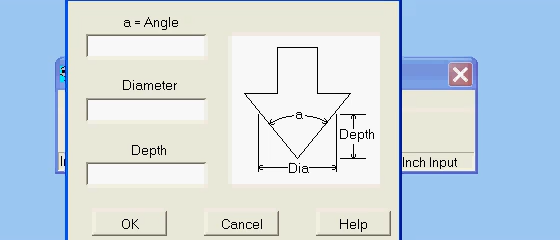 a = Angle
Diameter
Depth
a
Depth
Dia
Inch Input
OK
Cancel
Help